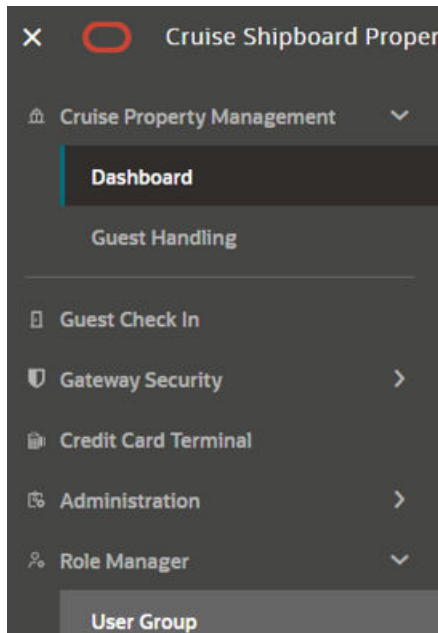 Cruise Shipboard Proper
Cruise Property Management
Dashboard
Guest Handling
Guest Check In
Gateway Security
Credit Card Terminal
Administration
Role Manager
User Group